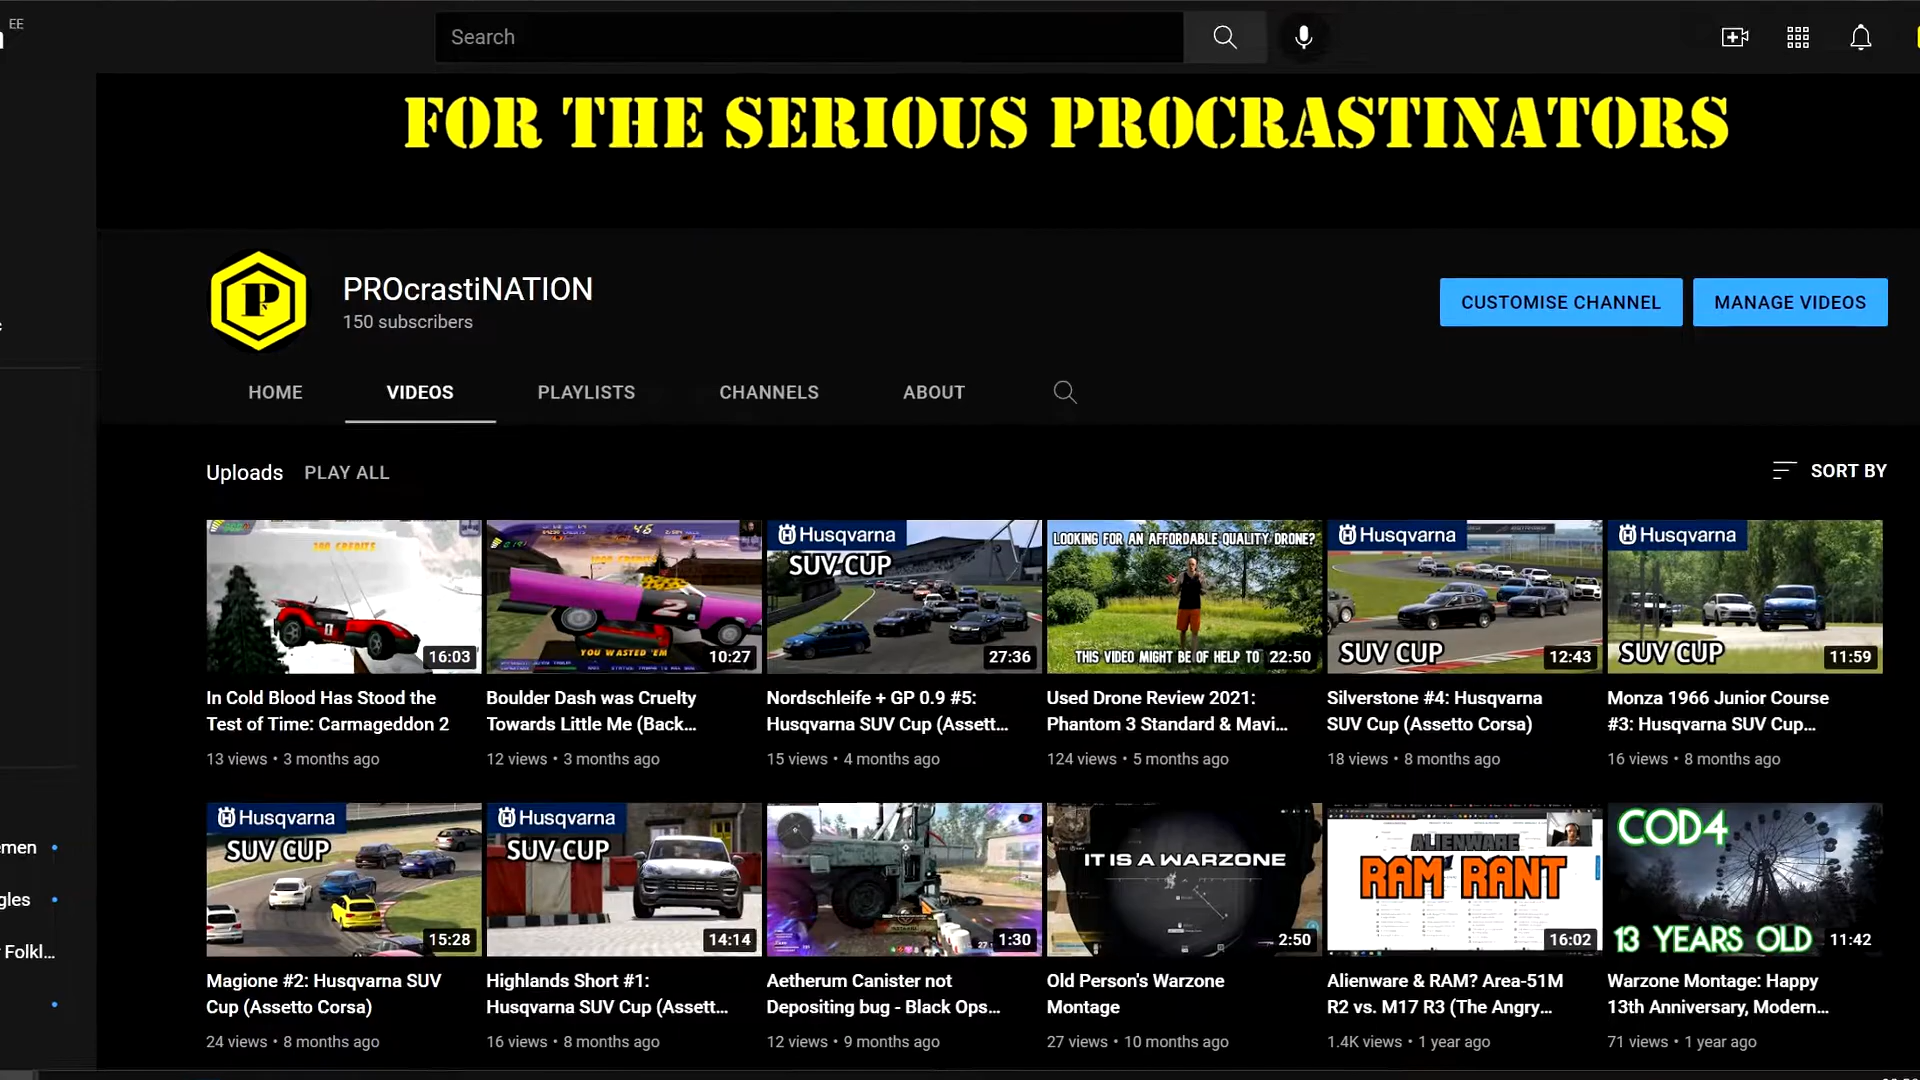 EE
Search
FOR THE SERIOUS PROCRASTINATORS
P
PROcrastiNATION
150 subscribers
CUSTOMISE CHANNEL
MANAGE VIDEOS
HOME
VIDEOS
PLAYLISTS
CHANNELS
ABOUT
Uploads
PLAY ALL
SORT BY
16:03
2
YOU WASTED 'EM
10:27
Husqvarna
SUV CUP
27:36
LOOKING FOR AN AFFORDABLE QUALITY DRONE?
THIS VIDEO MIGHT BE OF HELP TO
22:50
Husqvarna
SUV CUP
12:43
Husqvarna
SUV CUP
11:59
In Cold Blood Has Stood the
Test of Time: Carmageddon 2
13 views • 3 months ago
Boulder Dash was Cruelty
Towards Little Me (Back...
12 views • 3 months ago
Nordschleife + GP 0.9 #5:
Husqvarna SUV Cup (Assett...
15 views • 4 months ago
Used Drone Review 2021:
Phantom 3 Standard & Mavi...
124 views • 5 months ago
Silverstone #4: Husqvarna
SUV Cup (Assetto Corsa)
18 views • 8 months ago
Monza 1966 Junior Course
#3: Husqvarna SUV Cup...
16 views • 8 months ago
emen
gles
Folkl...
Husqvarna
SUV CUP
15:28
Husqvarna
SUV CUP
14:14
1:30
IT IS A WARZONE
2:50
ALIENWARE
RAM RANT
16:02
COD4
13 YEARS OLD
11:42
Magione #2: Husqvarna SUV
Cup (Assetto Corsa)
24 views • 8 months ago
Highlands Short #1:
Husqvarna SUV Cup (Assett...
16 views • 8 months ago
Aetherum Canister not
Depositing bug - Black Ops...
12 views • 9 months ago
Old Person's Warzone
Montage
27 views • 10 months ago
Alienware & RAM? Area-51M
R2 vs. M17 R3 (The Angry...
1.4K views • 1 year ago
Warzone Montage: Happy
13th Anniversary, Modern...
71 views • 1 year ago